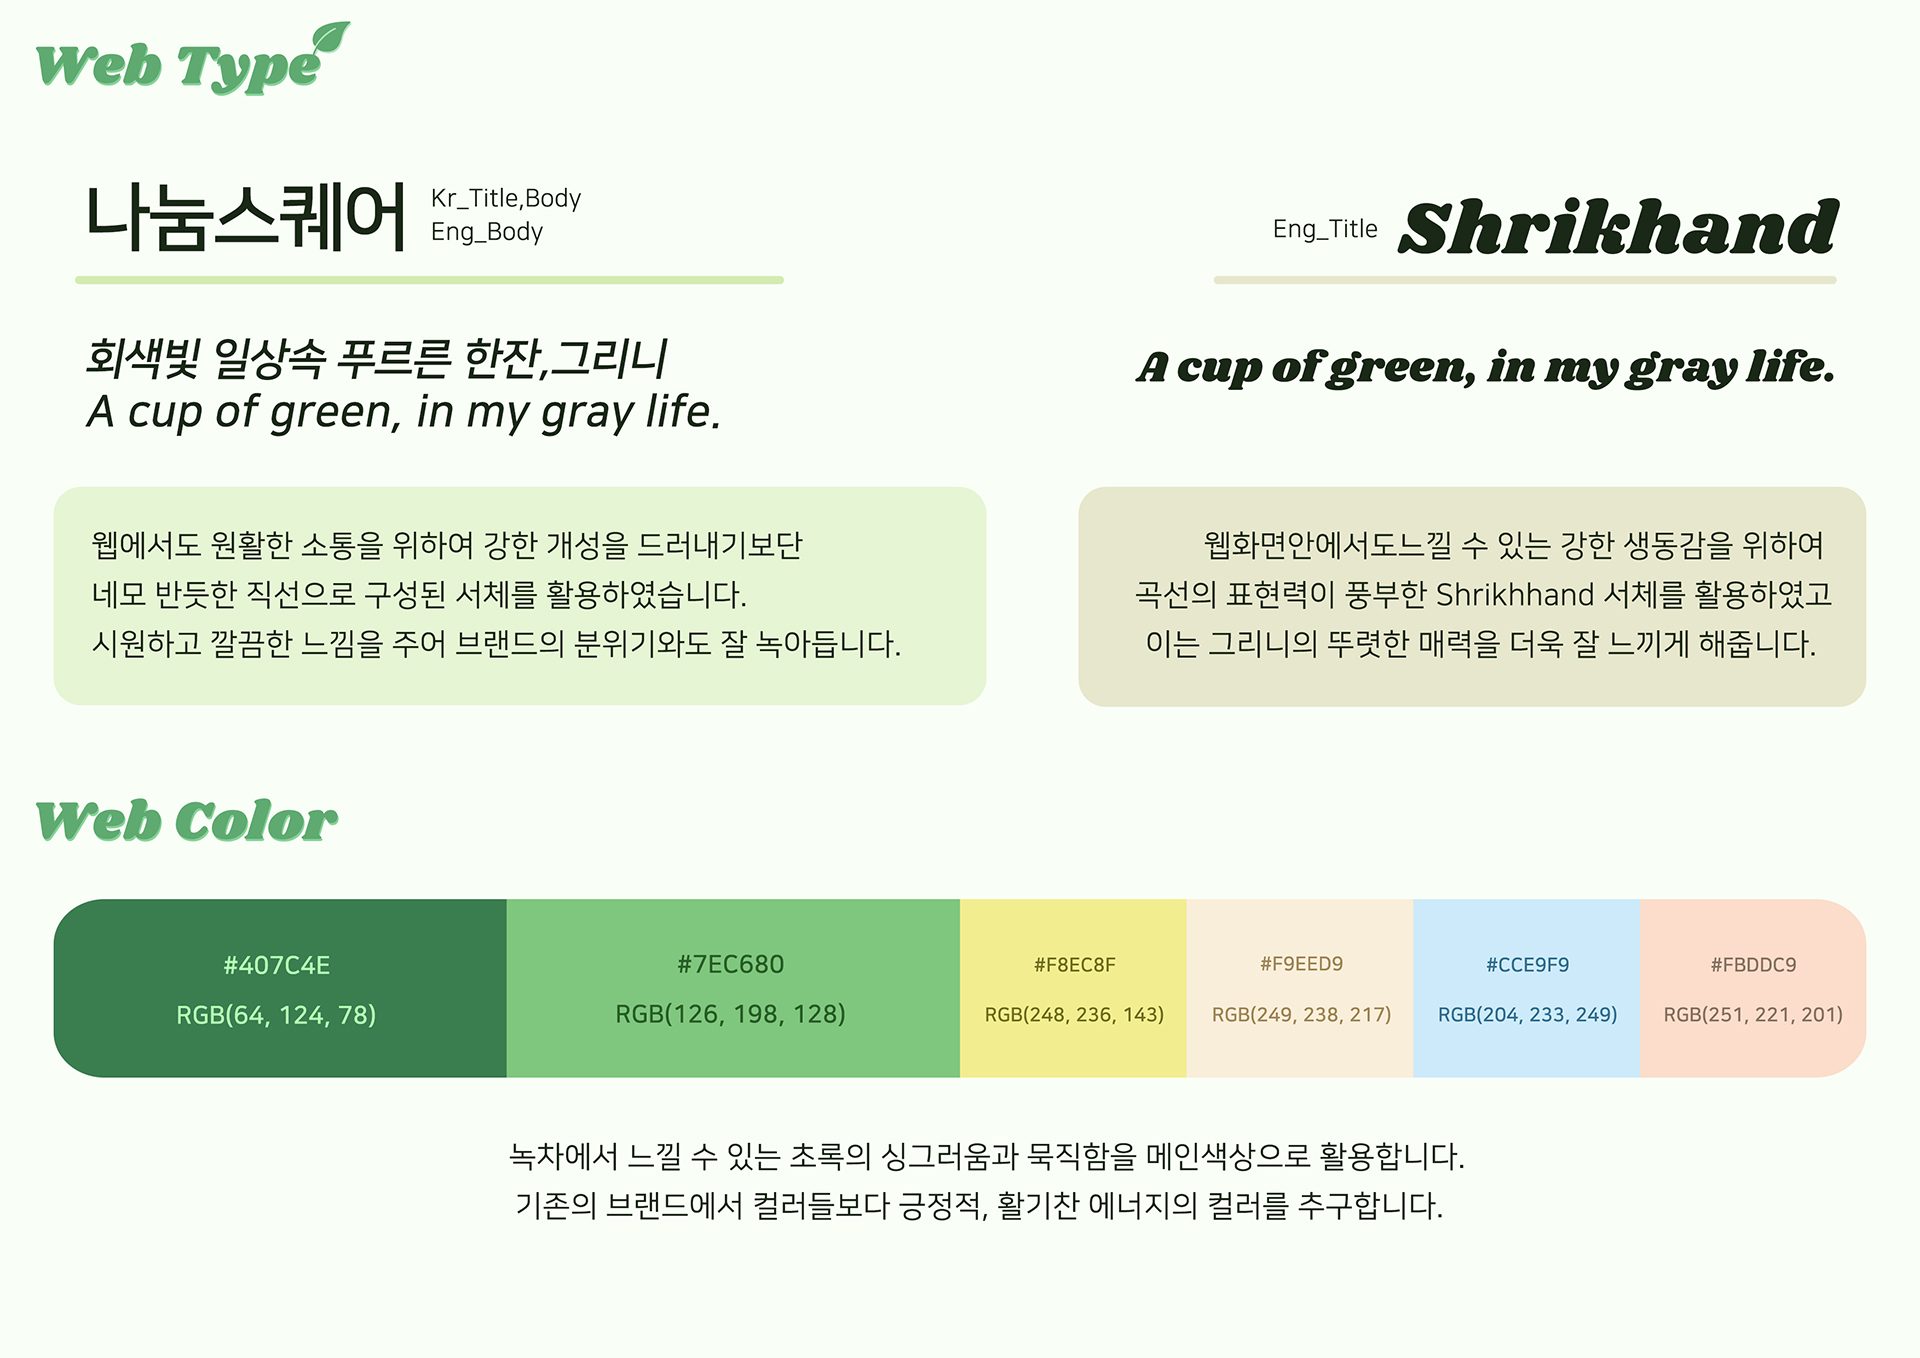 Web Type
나눔스퀘어
Kr_Title,Body
Eng_Body
회색빛 일상속 푸르른 한잔,그리니
A cup of green, in my gray life.
웹에서도 원활한 소통을 위하여 강한 개성을 드러내기보단
네모 반듯한 직선으로 구성된 서체를 활용하였습니다.
시원하고 깔끔한 느낌을 주어 브랜드의 분위기와도 잘 녹아듭니다.
Eng_Title
Shrikhand
A cup of green, in my gray life.
웹화면안에서도느낄 수 있는 강한 생동감을 위하여
곡선의 표현력이 풍부한 Shrikhhand 서체를 활용하였고
이는 그리니의 뚜렷한 매력을 더욱 잘 느끼게 해줍니다.
Web Color
#407C4E
RGB(64, 124, 78)
#7EC680
RGB(126, 198, 128)
#F8EC8F
RGB(248, 236, 143)
#F9EED9
RGB(249, 238, 217)
#CCE9F9
RGB(204, 233, 249)
#FBDDC9
RGB(251, 221, 201)
녹차에서 느낄 수 있는 초록의 싱그러움과 묵직함을 메인색상으로 활용합니다.
기존의 브랜드에서 컬러들보다 긍정적, 활기찬 에너지의 컬러를 추구합니다.